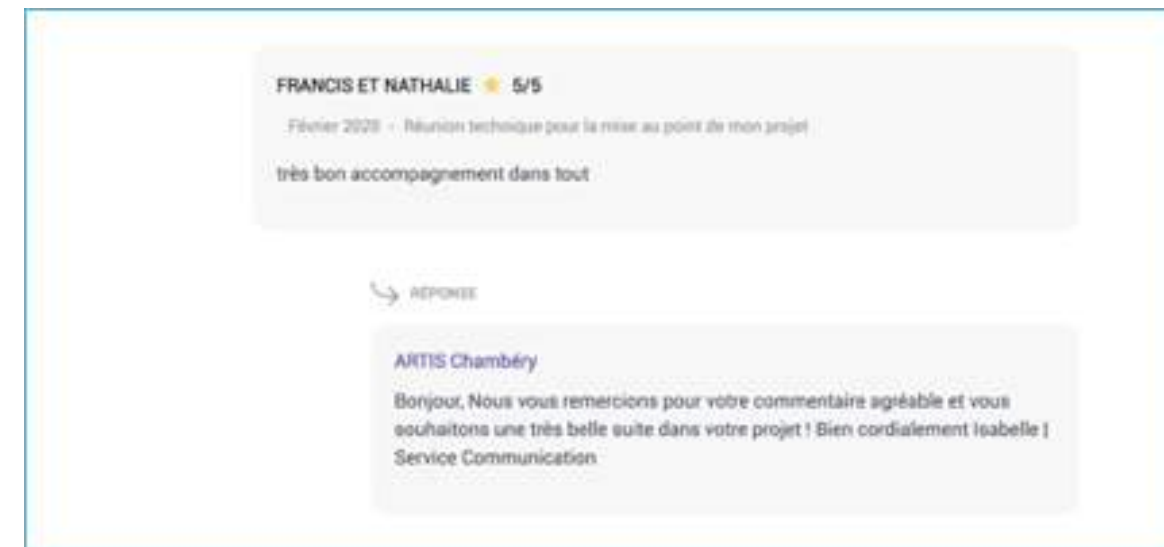 FRANCIS ET NATHALIE ⭐ 5/5
Février 2020 - Réunion technique pour la mise au point de mon projet
très bon accompagnement dans tout
RÉPONSE
ARTIS Chambéry
Bonjour, Nous vous remercions pour votre commentaire agréable et vous
souhaitons une très belle suite dans votre projet ! Bien cordialement Isabelle |
Service Communication